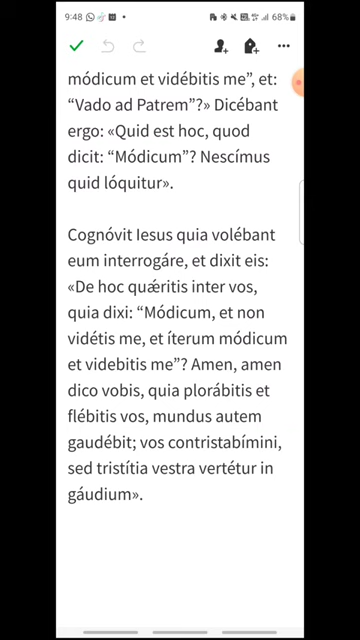 9:48
68%
módicum et vidébitis me”, et:
“Vado ad Patrem”?» Dicébant
ergo: «Quid est hoc, quod
dicit: “Módicum”? Nescímus
quid lóquitur».
Cognóvit Iesus quia volébant
eum interrogáre, et dixit eis:
«De hoc quǽritis inter vos,
quia dixi: “Módicum, et non
vidétis me, et íterum módicum
et videbitis me”? Amen, amen
dico vobis, quia plorábitis et
flébitis vos, mundus autem
gaudébit; vos contristabímini,
sed tristítia vestra vertétur in
gáudium».